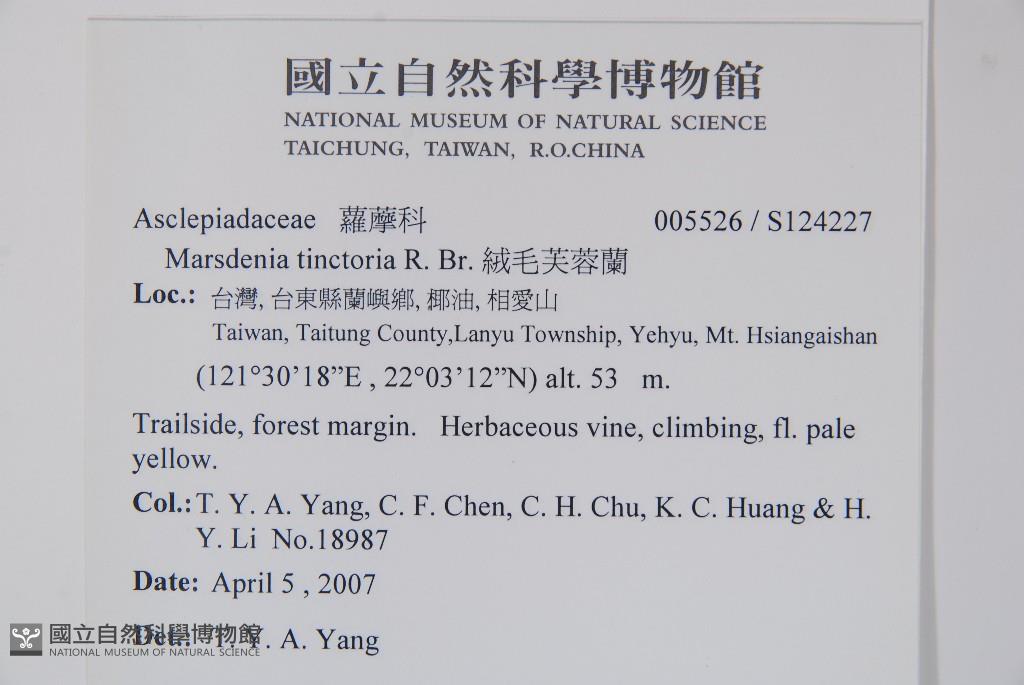 國立自然科學博物館
NATIONAL MUSEUM OF NATURAL SCIENCE
TAICHUNG, TAIWAN, R.O.CHINA
Asclepiadaceae 蘿藦科 005526 / S124227
Marsdenia tinctoria R. Br. 絨毛芙蓉蘭
Loc.: 台灣, 台東縣蘭嶼鄉, 椰油, 相愛山
Taiwan, Taitung County,Lanyu Township, Yehyu, Mt. Hsiangaishan
(121°30’18”E , 22°03’12”N) alt. 53 m.
Trailside, forest margin. Herbaceous vine, climbing, fl. pale
yellow.
Col.: T. Y. A. Yang, C. F. Chen, C. H. Chu, K. C. Huang & H.
Y. Li No.18987
Date: April 5 , 2007
Det.: T. Y. A. Yang
國立自然科學博物館
NATIONAL MUSEUM OF NATURAL SCIENCE